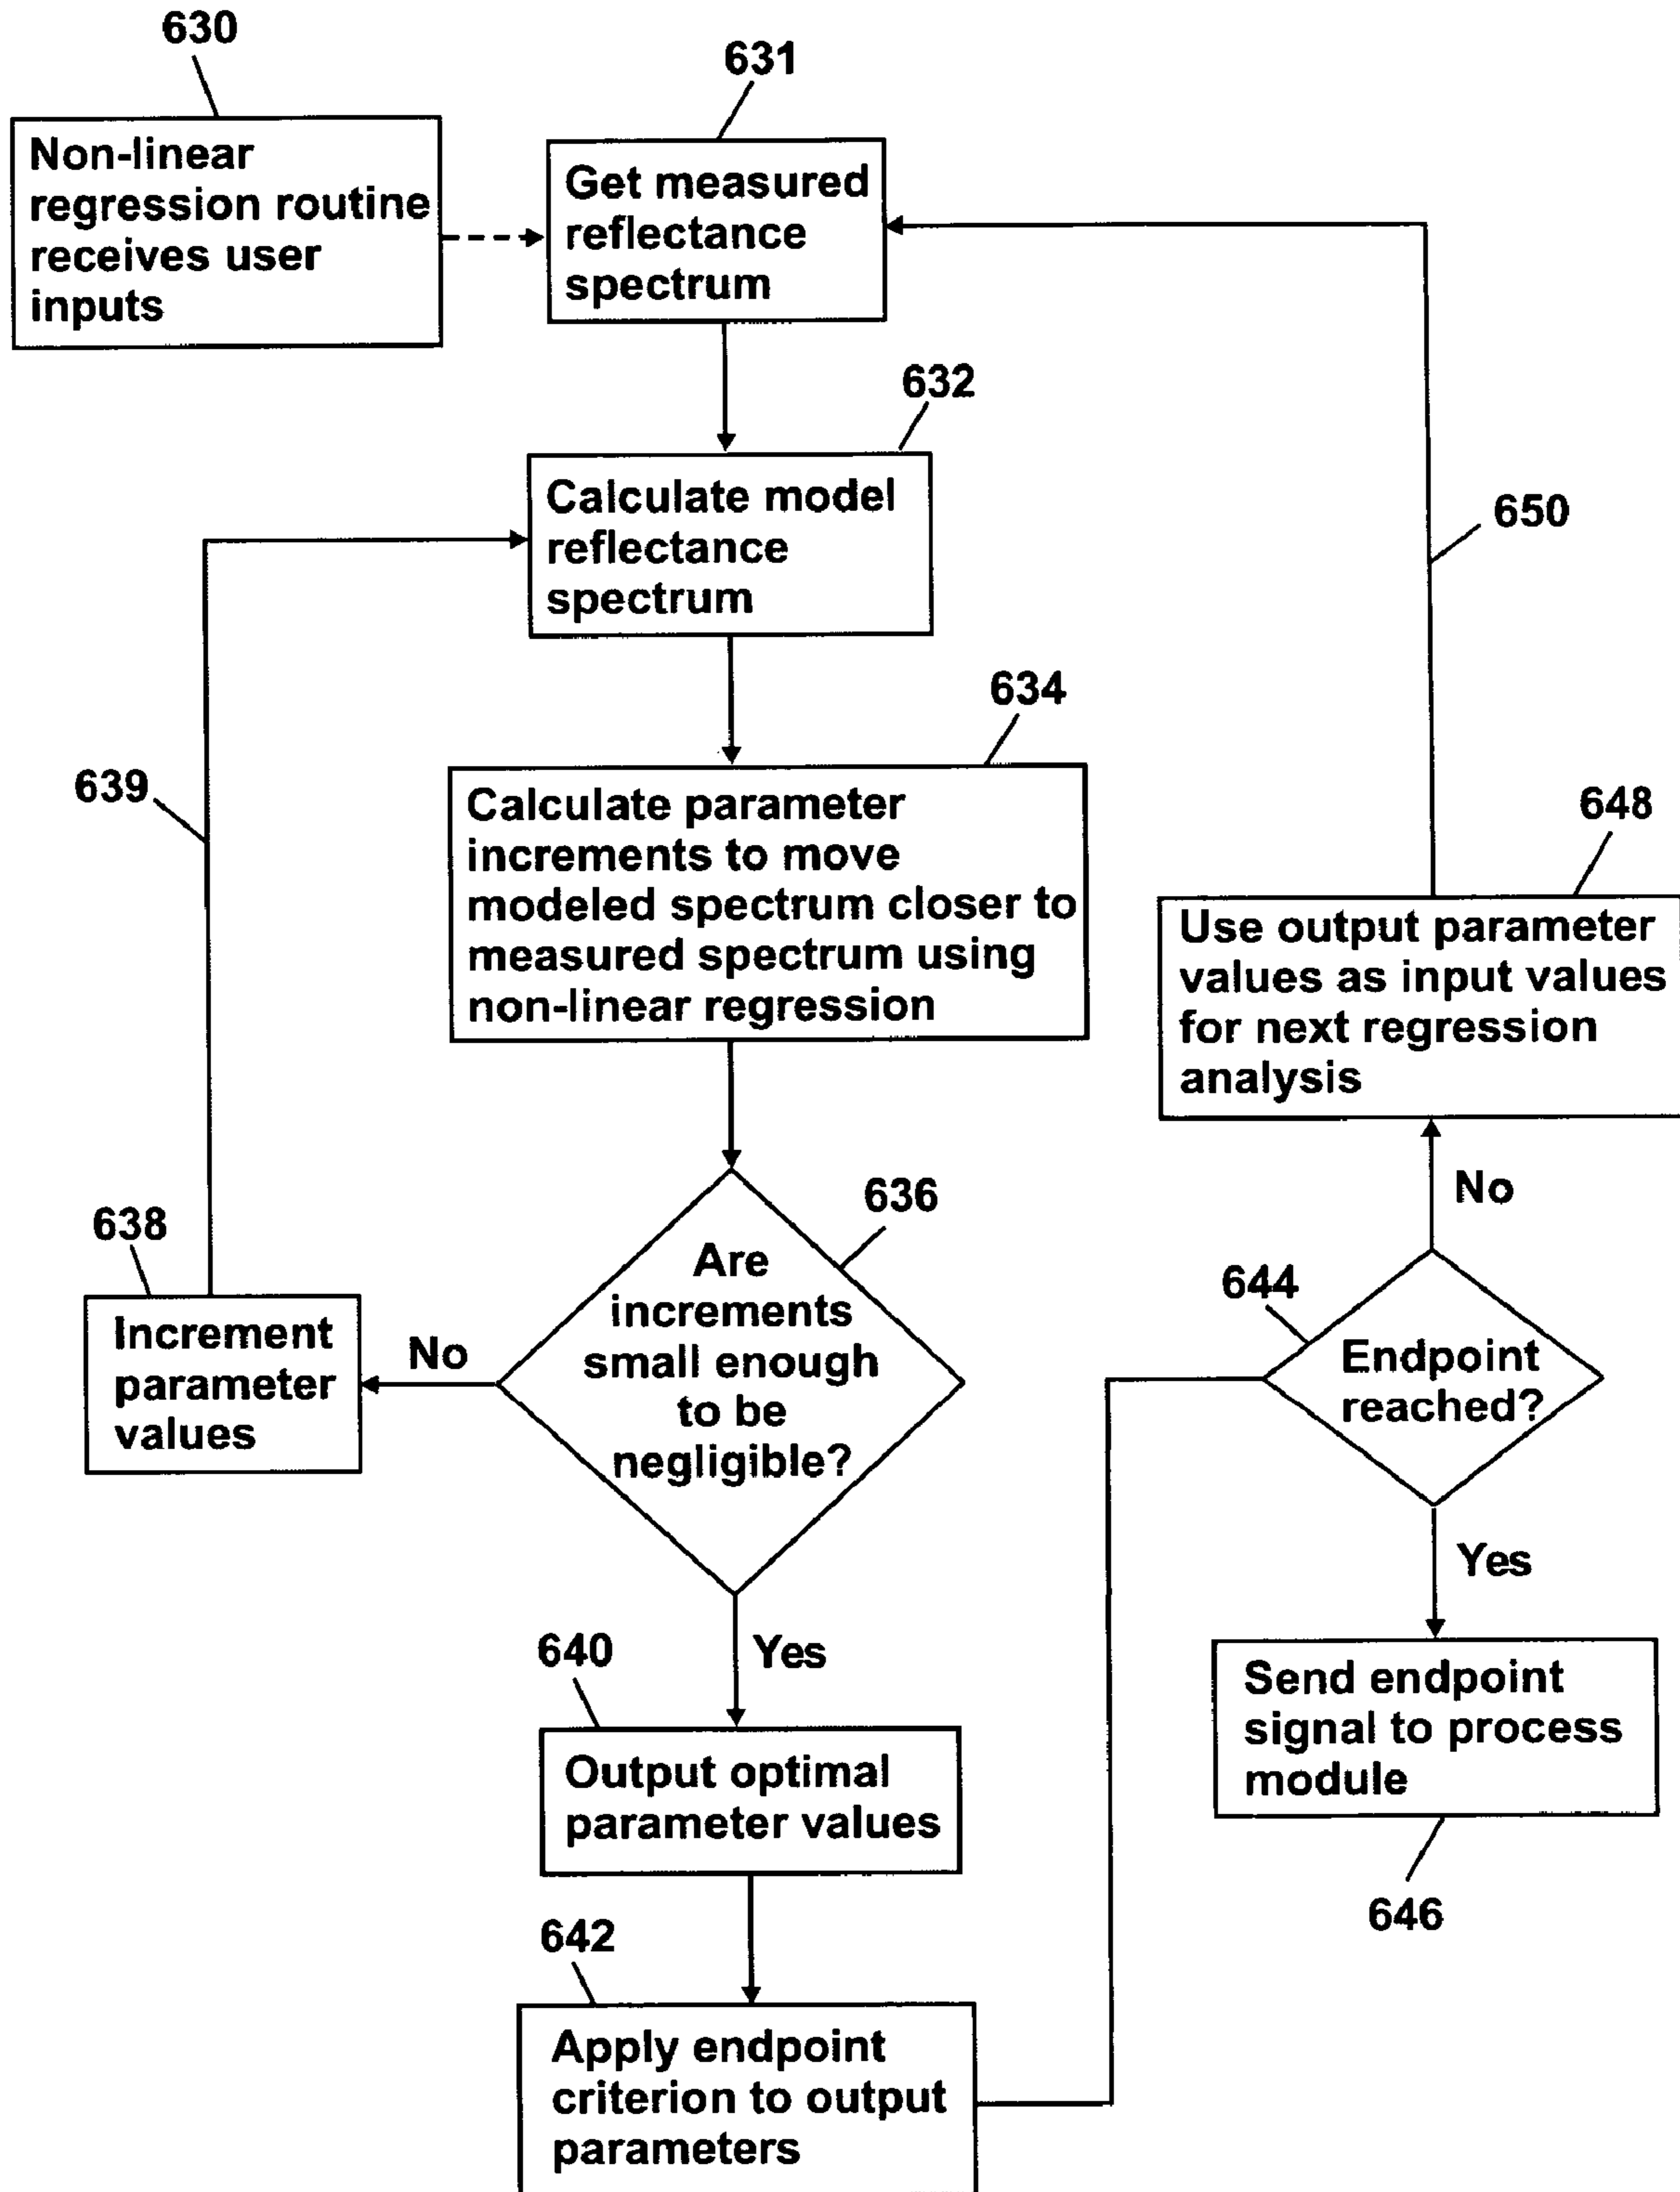 630
Non-linear
regression routine
receives user
inputs
631
Get measured
reflectance
spectrum
632
Calculate model
reflectance
spectrum
634
Calculate parameter
increments to move
modeled spectrum closer to
measured spectrum using
non-linear regression
636
Are
increments
small enough
to be
negligible?
No
638
Increment
parameter
values
639
Yes
640
Output optimal
parameter values
642
Apply endpoint
criterion to output
parameters
644
Endpoint
reached?
No
648
Use output parameter
values as input values
for next regression
analysis
650
Yes
Send endpoint
signal to process
module
646